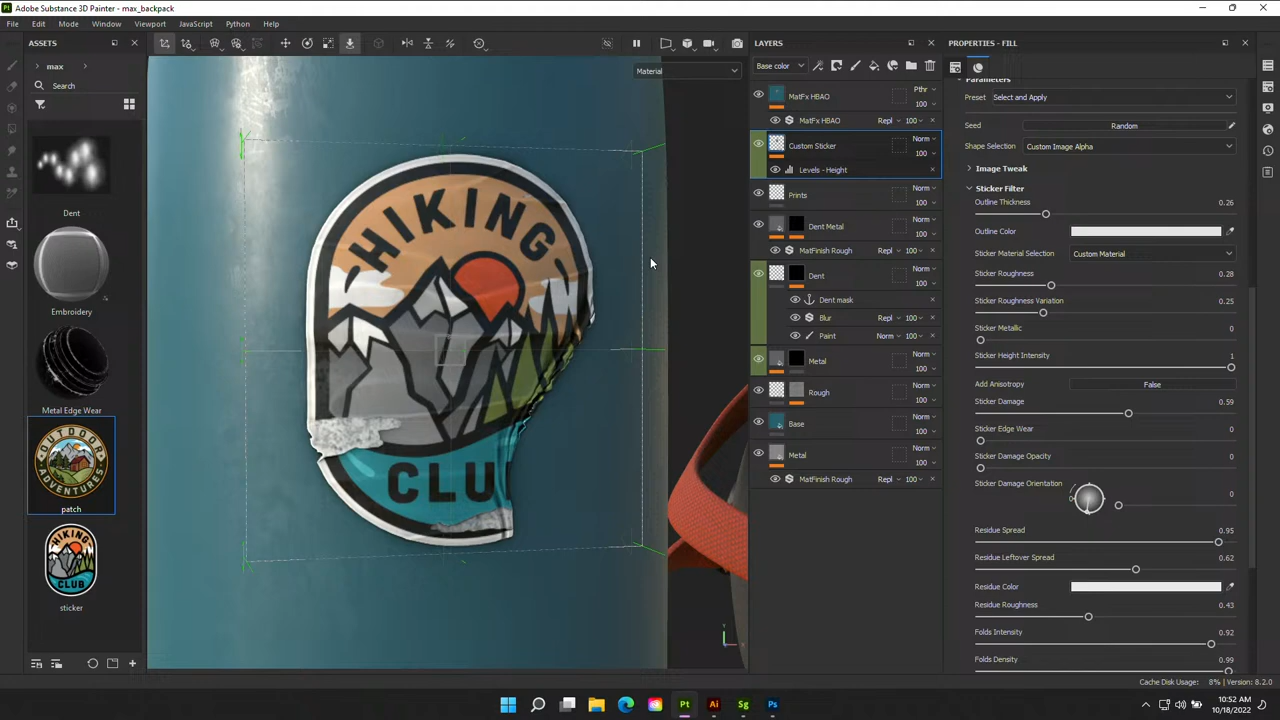 Adobe Substance 3D Painter - max_backpack
File Edit Mode Window Viewport JavaScript Python Help
ASSETS
max
Search
Dent
Embroidery
Metal Edge Wear
OUTDOOR
ADVENTURES
patch
HIKING
CLUB
sticker
Material
HIKING
CLU
LAYERS
Base color
MatFx HBAO Pthr 100
MatFx HBAO Repl 100
Custom Sticker Norm 100
Levels - Height
Prints Norm 100
Dent Metal Norm 100
MatFinish Rough Repl 100
Dent Norm 100
Dent mask
Blur Repl 100
Paint Norm 100
Metal Norm 100
Rough Norm 100
Base Norm 100
Metal Norm 100
MatFinish Rough Repl 100
PROPERTIES - FILL
Parameters
Preset Select and Apply
Seed Random
Shape Selection Custom Image Alpha
Image Tweak
Sticker Filter
Outline Thickness 0.26
Outline Color
Sticker Material Selection Custom Material
Sticker Roughness 0.28
Sticker Roughness Variation 0.25
Sticker Metallic 0
Sticker Height Intensity 1
Add Anisotropy False
Sticker Damage 0.59
Sticker Edge Wear 0
Sticker Damage Opacity 0
Sticker Damage Orientation 0
Residue Spread 0.95
Residue Leftover Spread 0.62
Residue Color
Residue Roughness 0.43
Folds Intensity 0.92
Folds Density 0.99
Cache Disk Usage: 8% | Version: 8.2.0
10:52 AM
10/18/2022